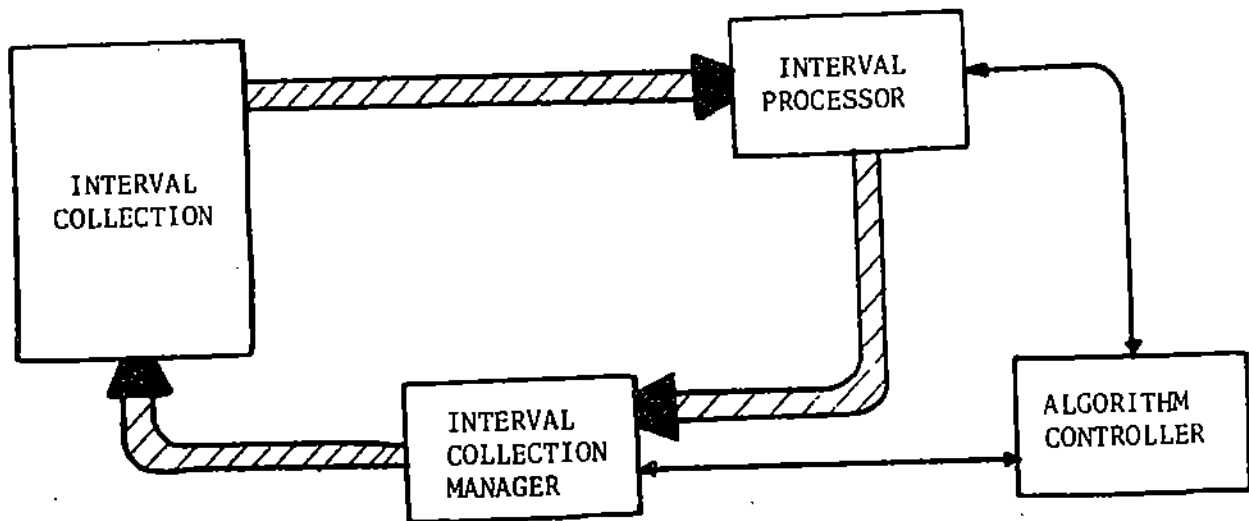 INTERVAL
PROCESSOR
INTERVAL
COLLECTION
INTERVAL
COLLECTION
MANAGER
ALGORITHM
CONTROLLER